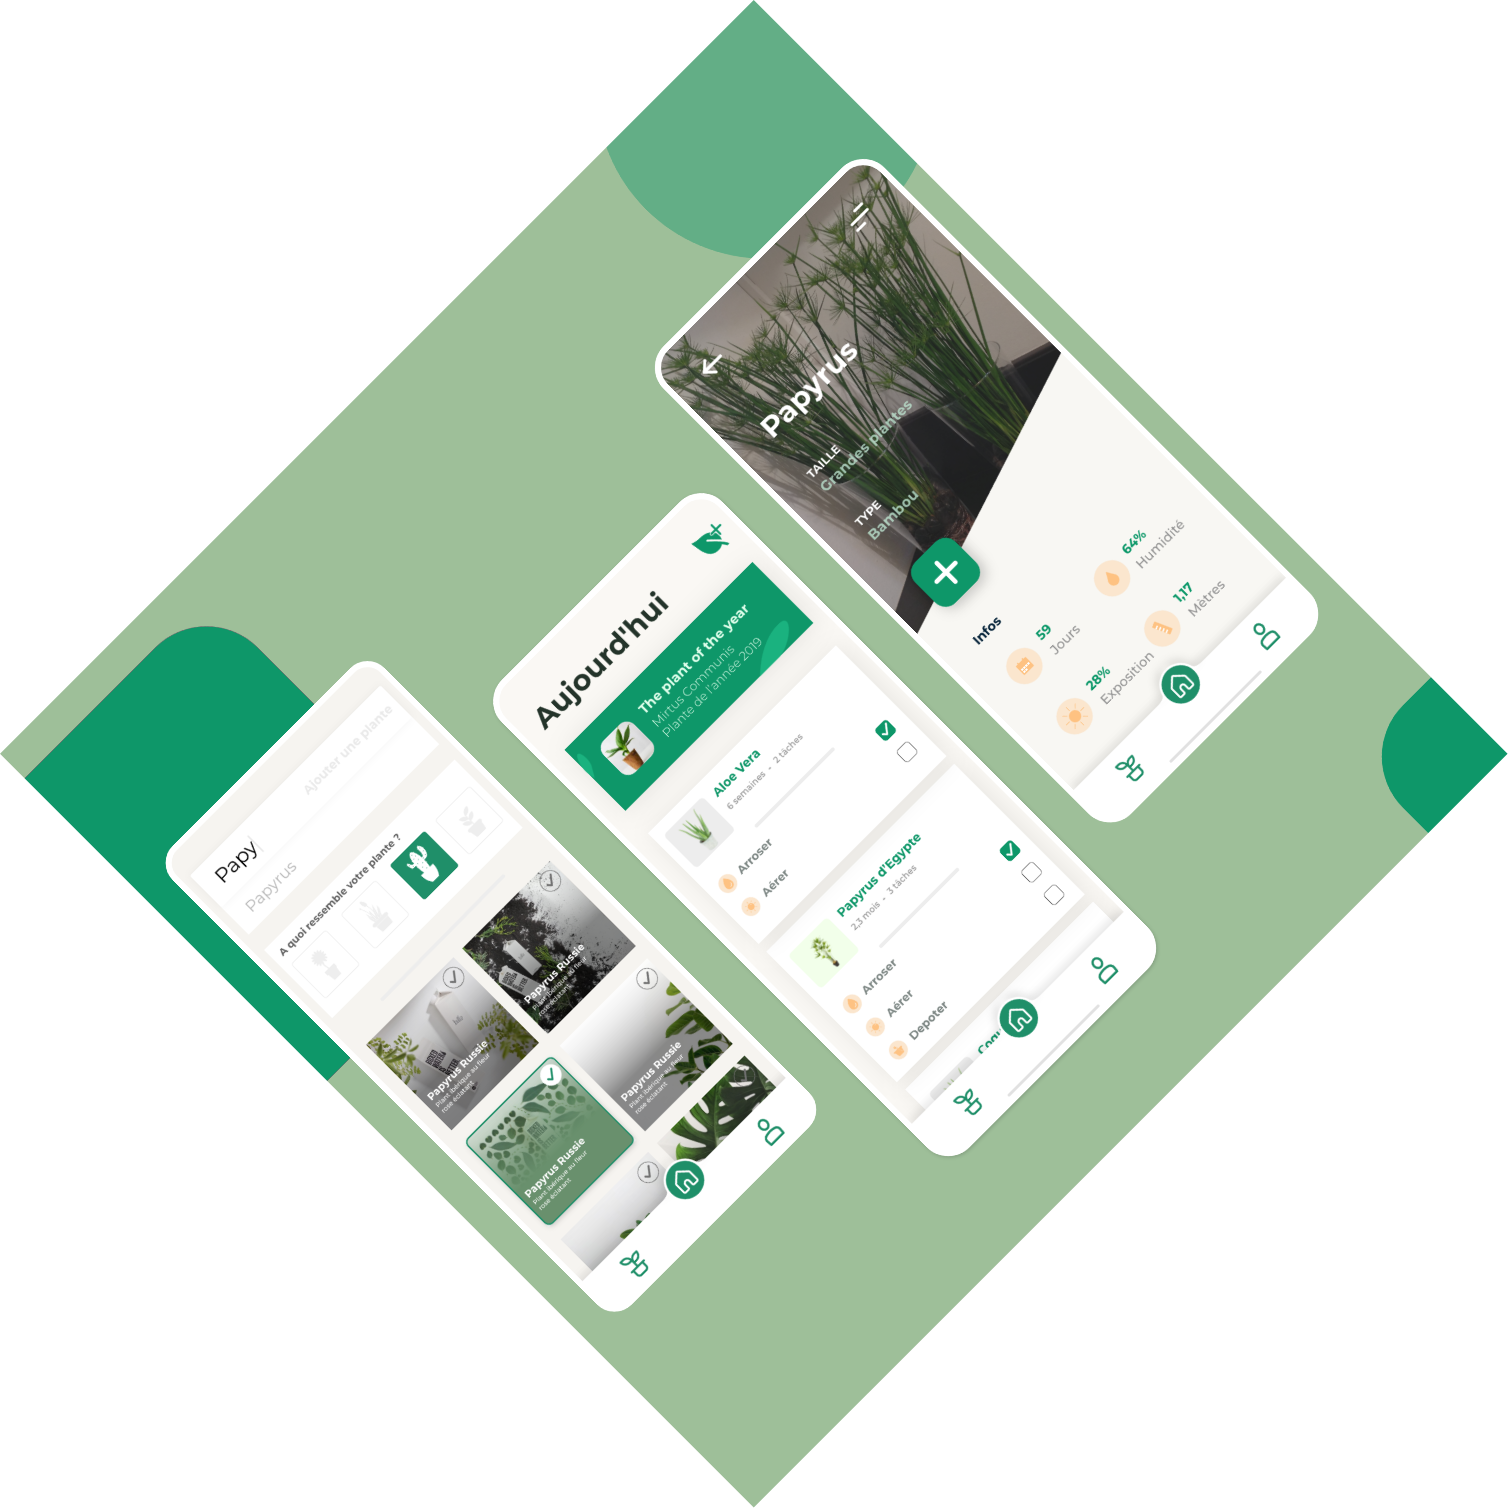 Ajouter une plante
Papy
Papyrus
A quoi ressemble votre plante ?
Papyrus Russie
Plant ibérique au fleur
rose éclatant
Papyrus Russie
Plant ibérique au fleur
rose éclatant
Papyrus Russie
Plant ibérique au fleur
rose éclatant
Papyrus Russie
Plant ibérique au fleur
rose éclatant
Aujourd'hui
The plant of the year
Mirtus Communis
Plante de l'année 2019
Aloe Vera
6 semaines - 2 tâches
Arroser
Aérer
Papyrus d'Egypte
2,3 mois - 3 tâches
Arroser
Aérer
Depoter
Papyrus
TAILLE
Grandes plantes
TYPE
Bambou
Infos
59
Jours
64%
Humidité
28%
Exposition
1,17
Mètres